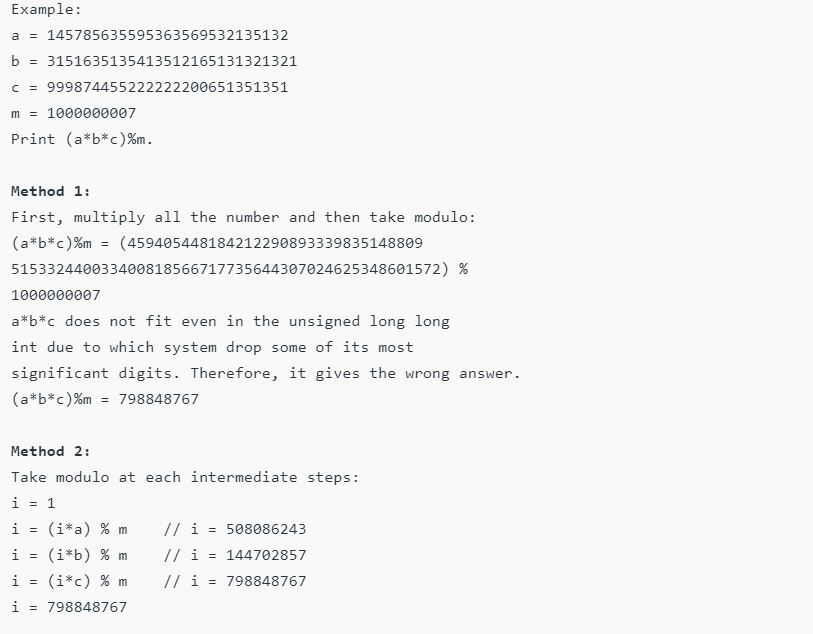 Example:
a = 145785635595363569532135132
b = 3151635135413512165131321321
c = 999874455222222200651351351
m = 1000000007
Print (a*b*c)%m.
Method 1:
First, multiply all the number and then take modulo:
(a*b*c)%m = (459405448184212290893339835148809
515332440033400818566717735644307024625348601572) %
1000000007
a*b*c does not fit even in the unsigned long long
int due to which system drop some of its most
significant digits. Therefore, it gives the wrong answer.
(a*b*c)%m = 798848767
Method 2:
Take modulo at each intermediate steps:
i = 1
i = (i*a) % m    // i = 508086243
i = (i*b) % m    // i = 144702857
i = (i*c) % m    // i = 798848767
i = 798848767